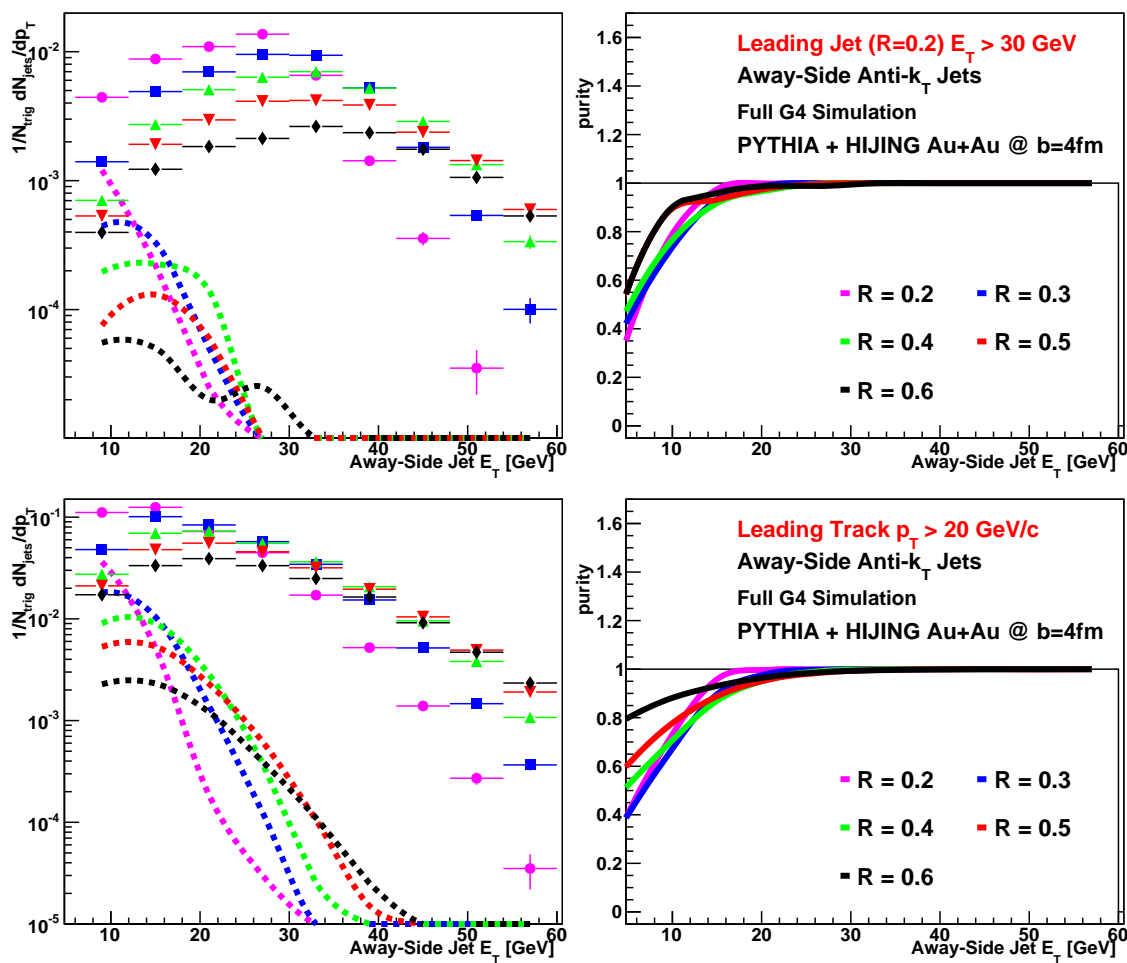 1/N_trig dN_jets/dp_T
10^-2
10^-3
10^-4
10 20 30 40 50 60
Away-Side Jet E_T [GeV]
purity
1.6
1.4
1.2
1
0.8
0.6
0.4
0.2
0
Leading Jet (R=0.2) E_T > 30 GeV
Away-Side Anti-k_T Jets
Full G4 Simulation
PYTHIA + HIJING Au+Au @ b=4fm
R = 0.2 R = 0.3
R = 0.4 R = 0.5
R = 0.6
10 20 30 40 50 60
Away-Side Jet E_T [GeV]
1/N_trig dN_jets/dp_T
10^-1
10^-2
10^-3
10^-4
10^-5
10 20 30 40 50 60
Away-Side Jet E_T [GeV]
purity
1.6
1.4
1.2
1
0.8
0.6
0.4
0.2
0
Leading Track p_T > 20 GeV/c
Away-Side Anti-k_T Jets
Full G4 Simulation
PYTHIA + HIJING Au+Au @ b=4fm
R = 0.2 R = 0.3
R = 0.4 R = 0.5
R = 0.6
10 20 30 40 50 60
Away-Side Jet E_T [GeV]